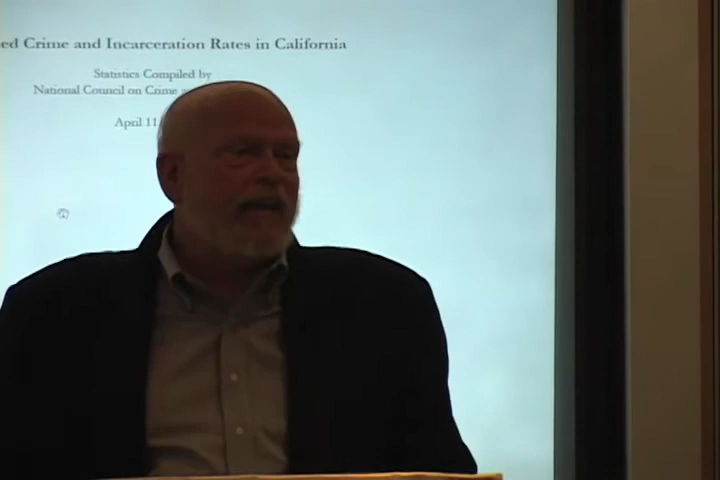 ed Crime and Incarceration Rates in California
Statistics Compiled by
National Council on Crime
April 11